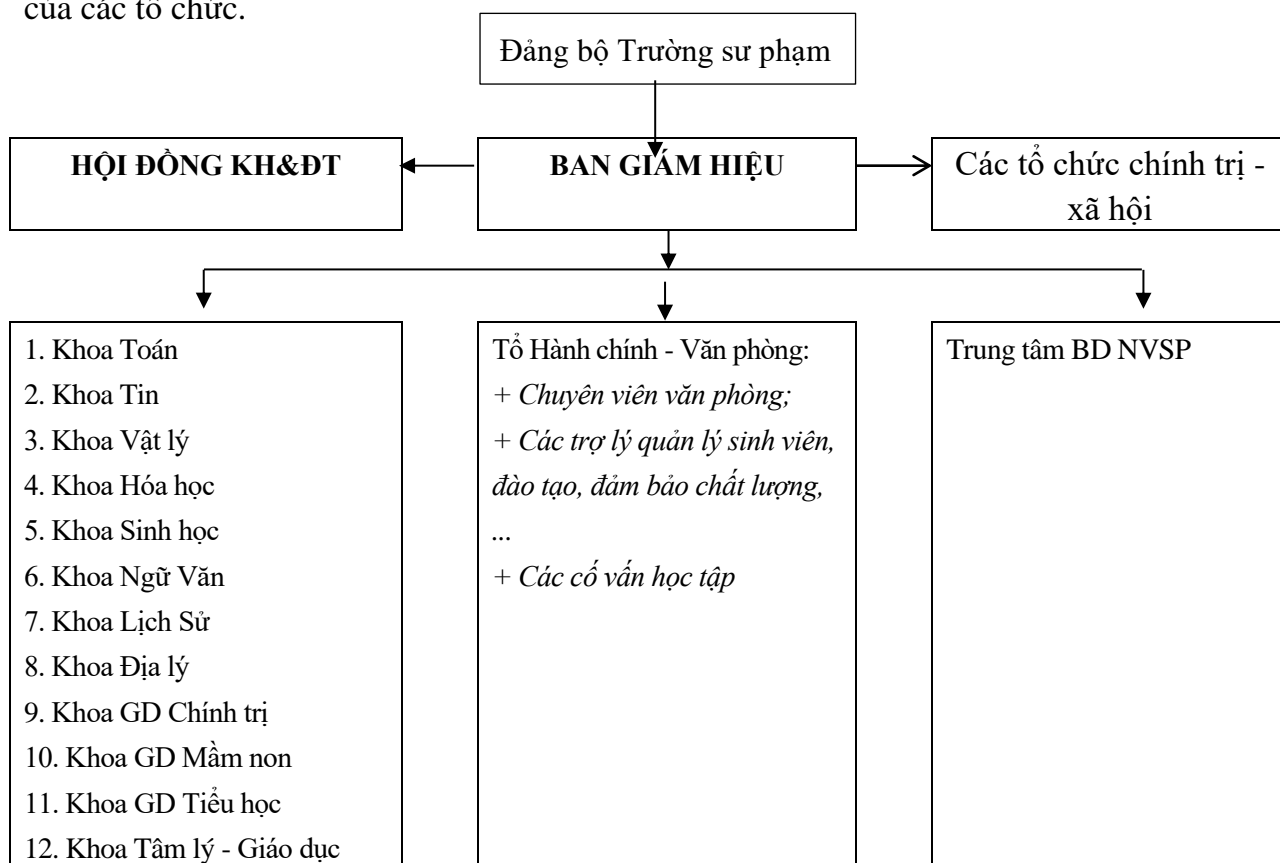 của các tổ chức.
Đảng bộ Trường sư phạm
HỘI ĐỒNG KH&ĐT
BAN GIÁM HIỆU
Các tổ chức chính trị -
xã hội
1. Khoa Toán
2. Khoa Tin
3. Khoa Vật lý
4. Khoa Hóa học
5. Khoa Sinh học
6. Khoa Ngữ Văn
7. Khoa Lịch Sử
8. Khoa Địa lý
9. Khoa GD Chính trị
10. Khoa GD Mầm non
11. Khoa GD Tiểu học
12. Khoa Tâm lý - Giáo dục
Tổ Hành chính - Văn phòng:
+ Chuyên viên văn phòng;
+ Các trợ lý quản lý sinh viên,
đào tạo, đảm bảo chất lượng,
...
+ Các cố vấn học tập
Trung tâm BD NVSP